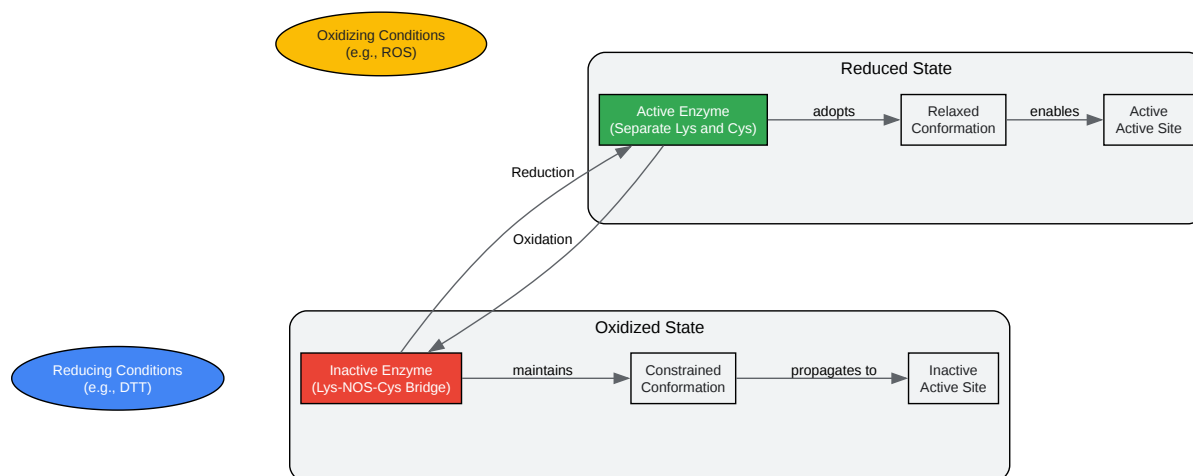 Oxidizing Conditions
(e.g., ROS)
Reduced State
Active Enzyme
(Separate Lys and Cys)
adopts
Relaxed
Conformation
enables
Active
Active Site
Reduction
Oxidation
Oxidized State
Reducing Conditions
(e.g., DTT)
Inactive Enzyme
(Lys-NOS-Cys Bridge)
maintains
Constrained
Conformation
propagates to
Inactive
Active Site